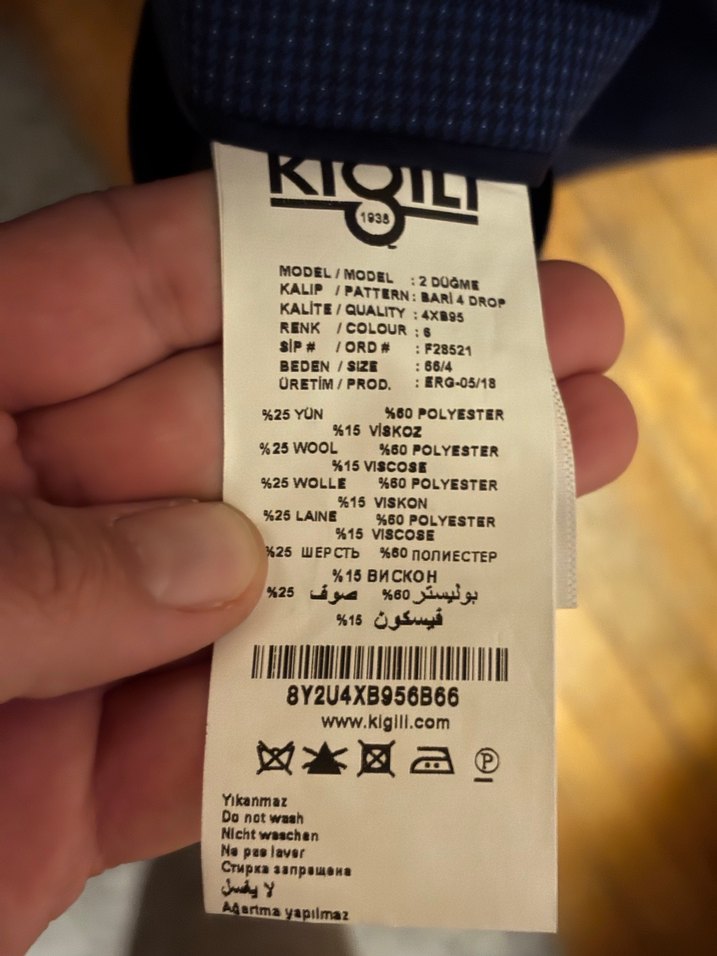 KIĞILI
1938
MODEL / MODEL : 2 DÜĞME
KALIP / PATTERN : BARİ 4 DROP
KALİTE / QUALITY : 4XB95
RENK / COLOUR : 6
SİP # / ORD # : F28521
BEDEN / SIZE : 66/4
ÜRETİM / PROD. : ERG-05/18
%25 YÜN %60 POLYESTER
%15 VİSKOZ
%25 WOOL %60 POLYESTER
%15 VISCOSE
%25 WOLLE %60 POLYESTER
%15 VISKON
%25 LAINE %60 POLYESTER
%15 VISCOSE
%25 ШЕРСТЬ %60 ПОЛИЕСТЕР
%15 ВИСКОН
%25 صوف %60 بوليستر
%15 ڤيسكون
8Y2U4XB956B66
www.kigili.com
P
Yıkanmaz
Do not wash
Nicht waschen
Ne pas laver
Стирка запрещена
لا يغسل
Ağartma yapılmaz